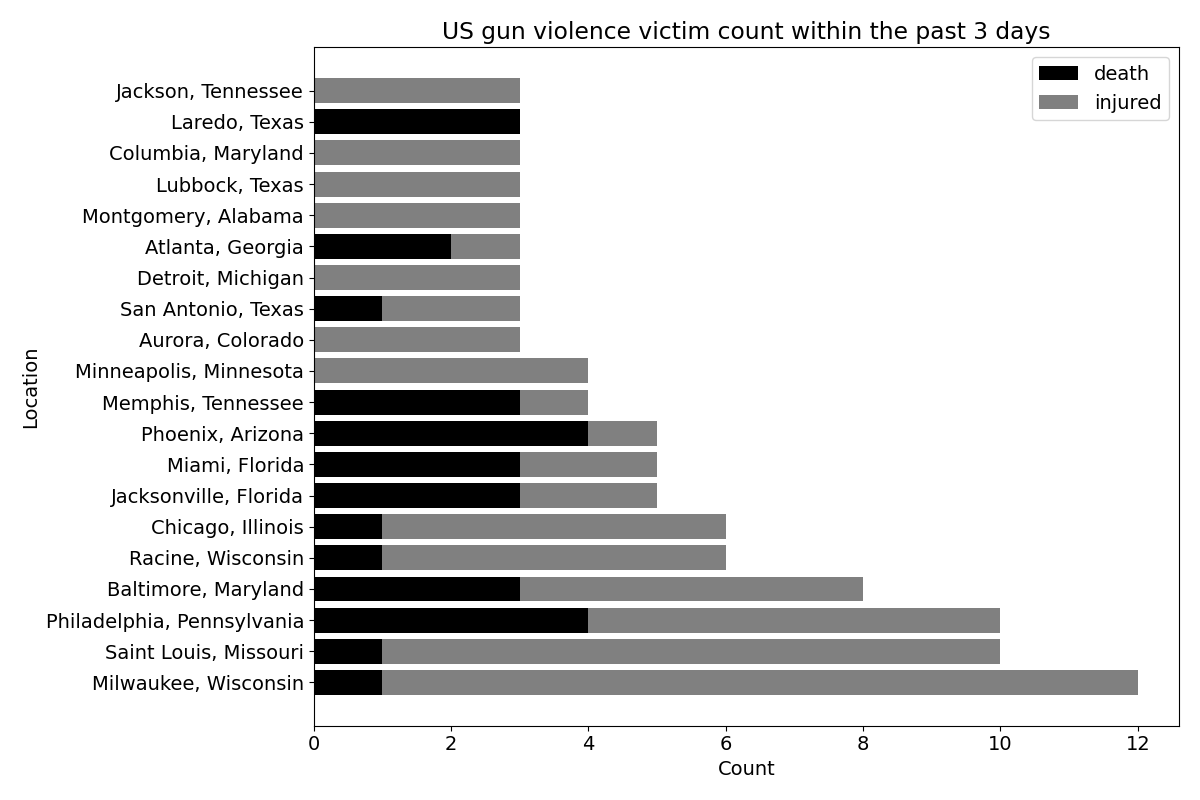 US gun violence victim count within the past 3 days
death
injured
Location
Jackson, Tennessee
Laredo, Texas
Columbia, Maryland
Lubbock, Texas
Montgomery, Alabama
Atlanta, Georgia
Detroit, Michigan
San Antonio, Texas
Aurora, Colorado
Minneapolis, Minnesota
Memphis, Tennessee
Phoenix, Arizona
Miami, Florida
Jacksonville, Florida
Chicago, Illinois
Racine, Wisconsin
Baltimore, Maryland
Philadelphia, Pennsylvania
Saint Louis, Missouri
Milwaukee, Wisconsin
0 2 4 6 8 10 12
Count